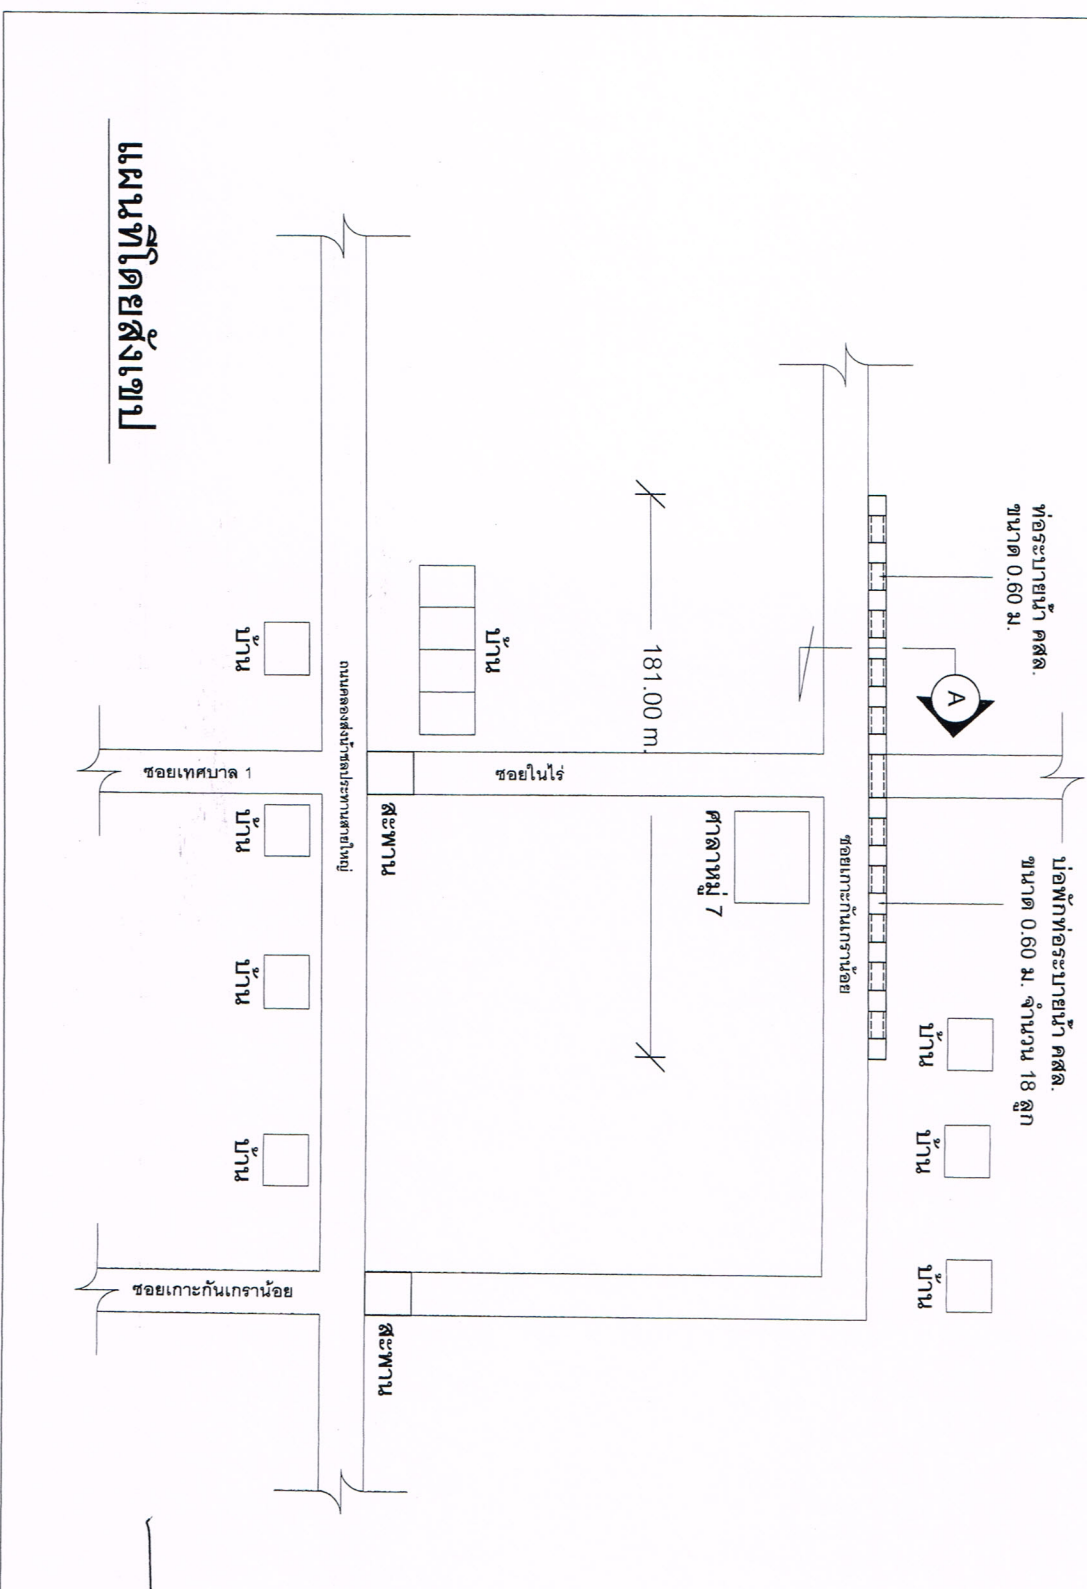 ท่อระบายน้ำ คสล.
ขนาด 0.60 ม.
บ่อพักท่อระบายน้ำ คสล.
ขนาด 0.60 ม. จำนวน 18 ลูก
A
บ้าน
บ้าน
บ้าน
ซอยเกาะกันเกราน้อย
ศาลาหมู่ 7
181.00 m.
ซอยในไร่
บ้าน
สะพาน
สะพาน
ถนนคลองส่งน้ำชลประทานสายใหญ่
ซอยเทศบาล 1
ซอยเกาะกันเกราน้อย
บ้าน
บ้าน
บ้าน
บ้าน
แผนที่โดยสังเขป